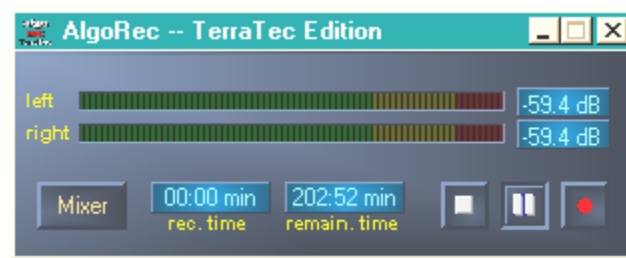 AlgoRec -- TerraTec Edition
left -59.4 dB
right -59.4 dB
Mixer 00:00 min 202:52 min
rec. time remain. time